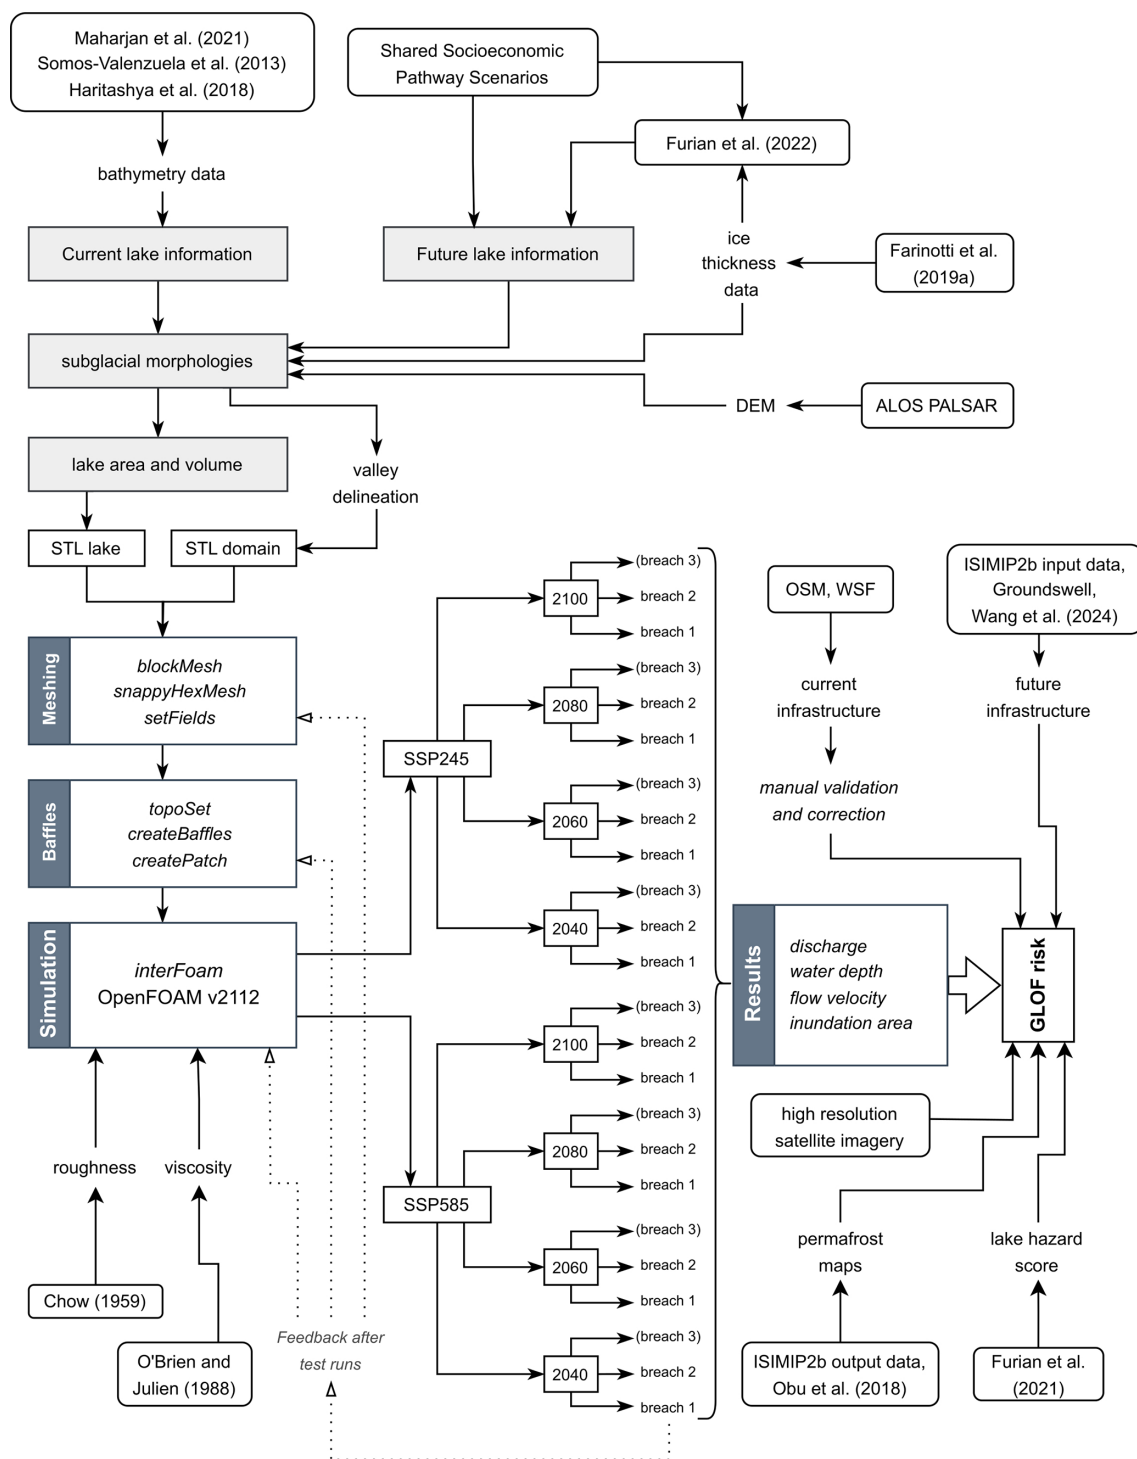 Maharjan et al. (2021)
Somos-Valenzuela et al. (2013)
Haritashya et al. (2018)
bathymetry data
Current lake information
Shared Socioeconomic
Pathway Scenarios
Furian et al. (2022)
Future lake information
ice
thickness
data
Farinotti et al.
(2019a)
subglacial morphologies
DEM
ALOS PALSAR
lake area and volume
valley
delineation
STL lake
STL domain
Meshing
blockMesh
snappyHexMesh
setFields
Baffles
topoSet
createBaffles
createPatch
Simulation
interFoam
OpenFOAM v2112
roughness
viscosity
Chow (1959)
O'Brien and
Julien (1988)
Feedback after
test runs
SSP245
2100
(breach 3)
breach 2
breach 1
2080
(breach 3)
breach 2
breach 1
2060
(breach 3)
breach 2
breach 1
2040
(breach 3)
breach 2
breach 1
SSP585
2100
(breach 3)
breach 2
breach 1
2080
(breach 3)
breach 2
breach 1
2060
(breach 3)
breach 2
breach 1
2040
(breach 3)
breach 2
breach 1
OSM, WSF
current
infrastructure
manual validation
and correction
ISIMIP2b input data,
Groundswell,
Wang et al. (2024)
future
infrastructure
Results
discharge
water depth
flow velocity
inundation area
GLOF risk
high resolution
satellite imagery
permafrost
maps
ISIMIP2b output data,
Obu et al. (2018)
lake hazard
score
Furian et al.
(2021)